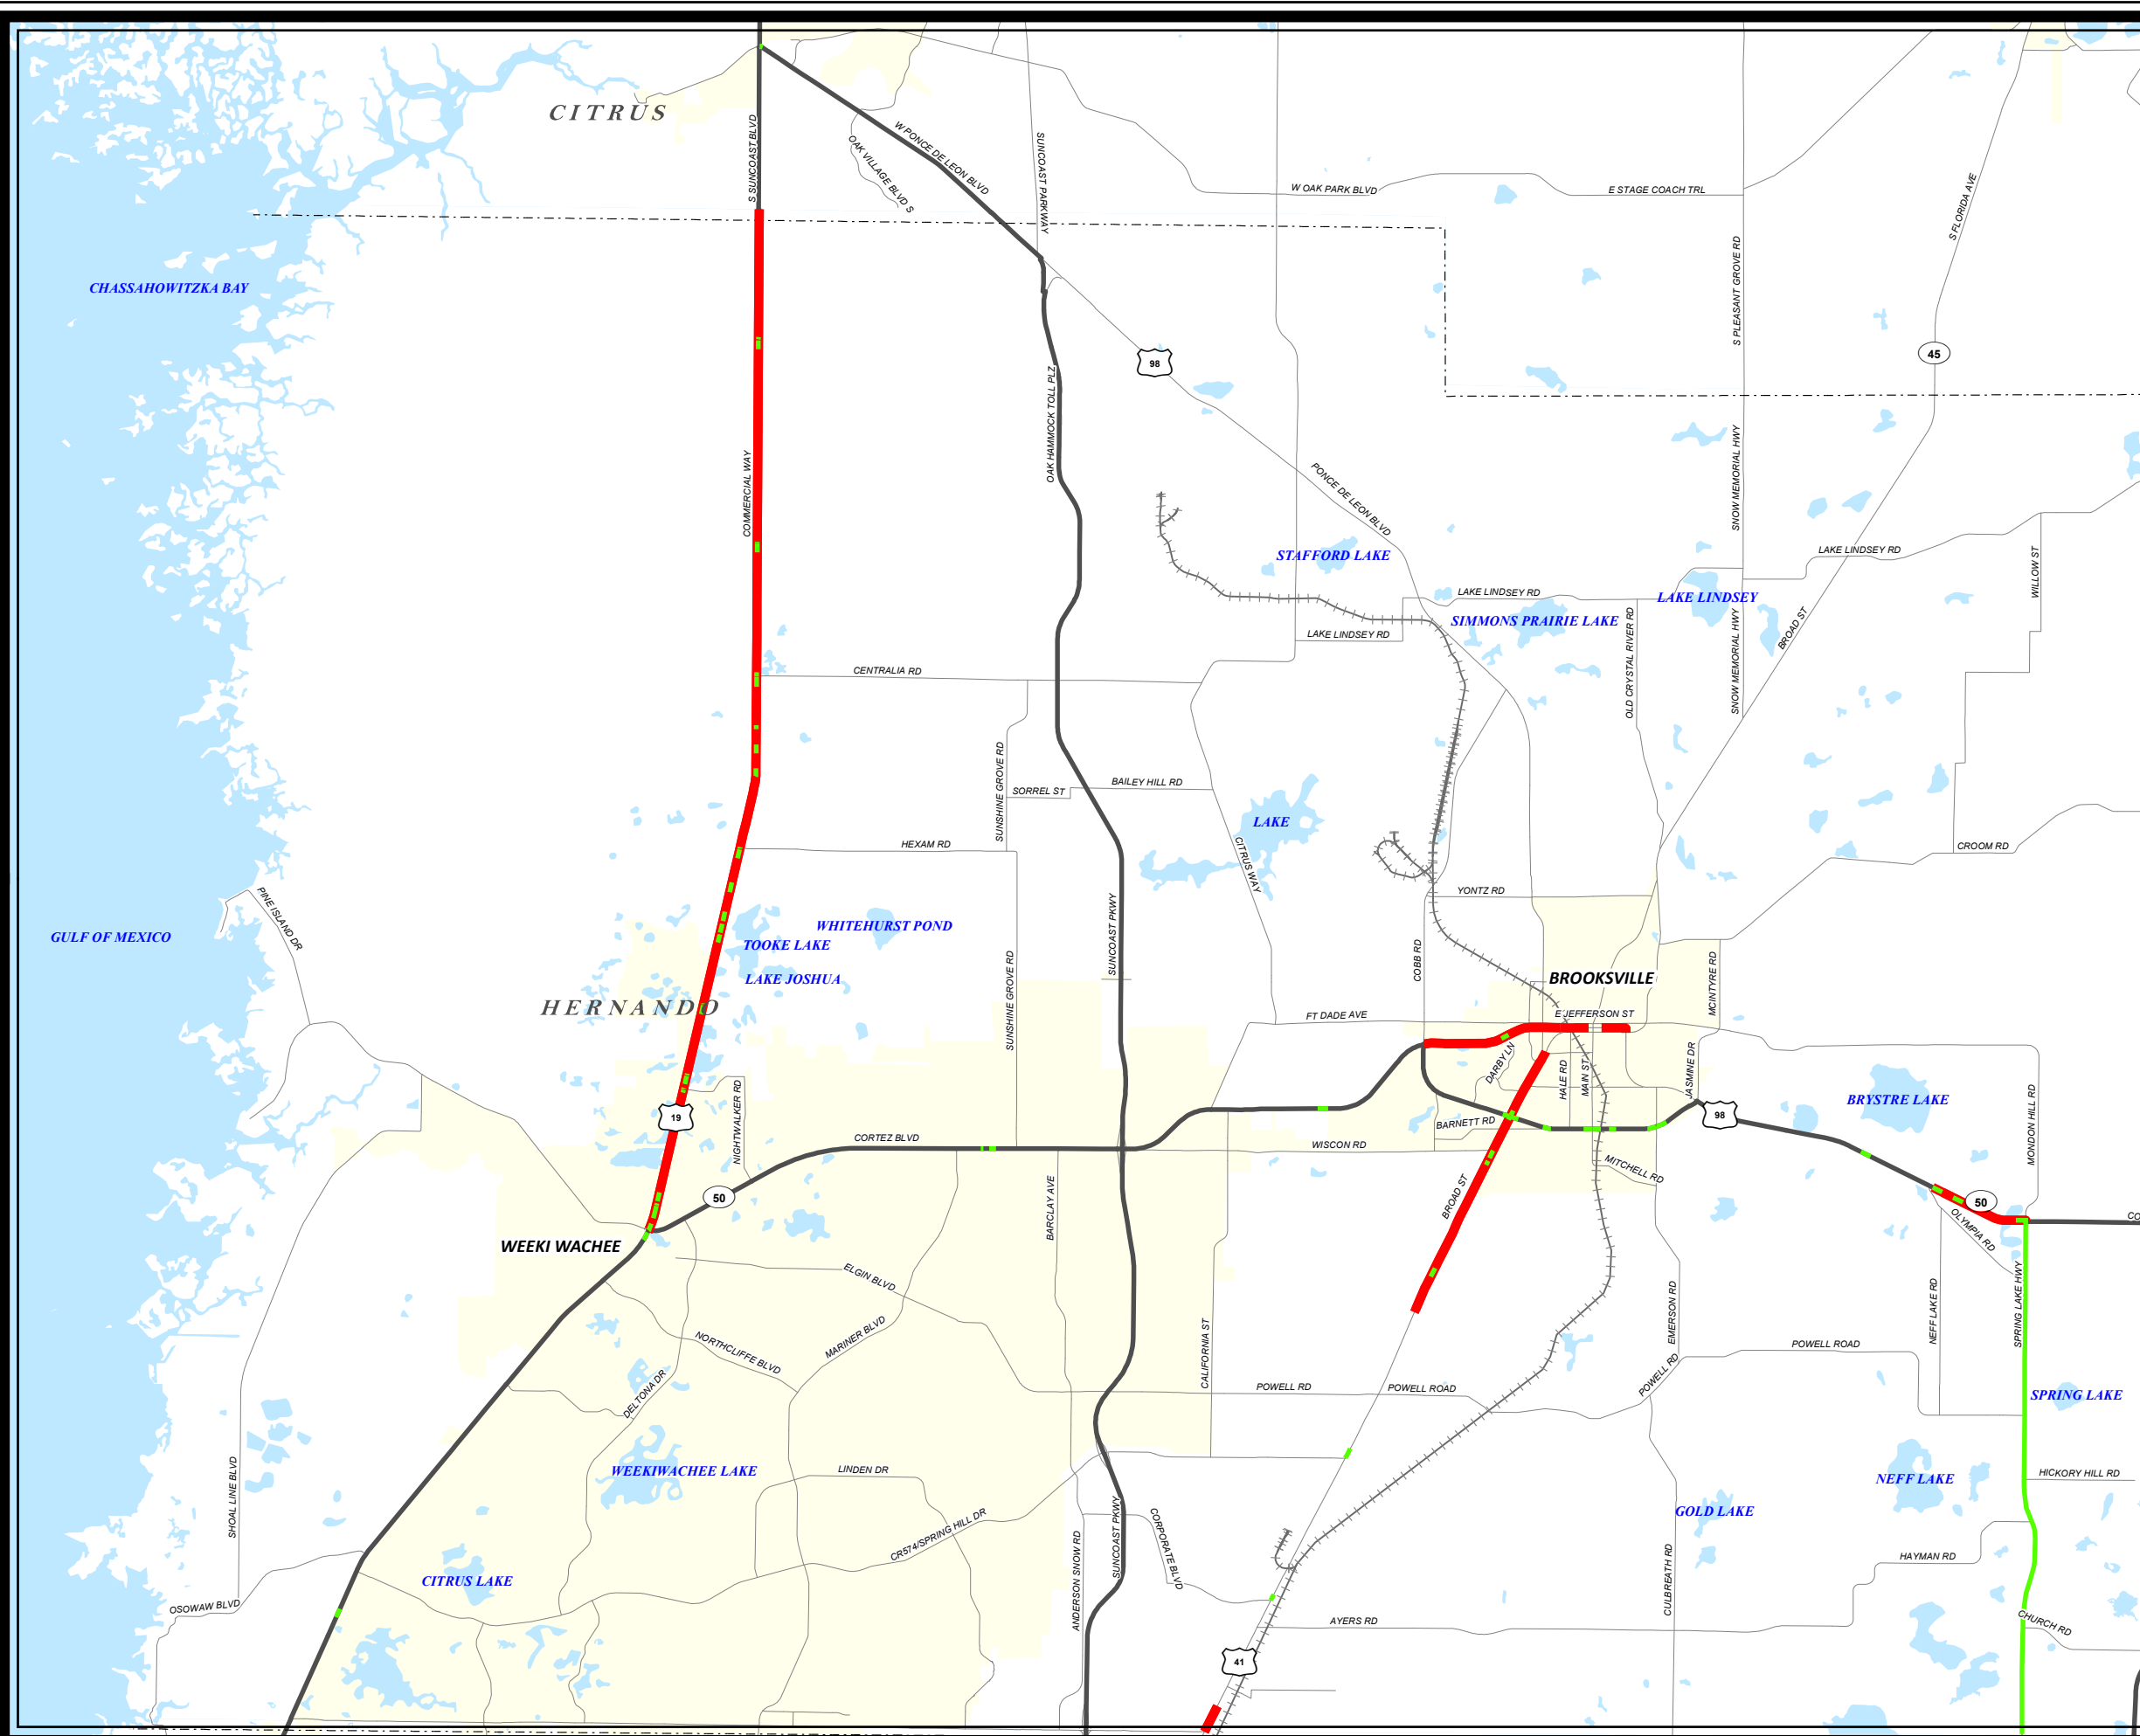 CITRUS
S SUNCOAST BLVD
W PONCE DE LEON BLVD
OAK VILLAGE BLVD S
SUNCOAST PARKWAY
W OAK PARK BLVD
E STAGE COACH TRL
S FLORIDA AVE
S PLEASANT GROVE RD
CHASSAHOWITZKA BAY
98
45
OAK HAMMOCK TOLL PLZ
COMMERCIAL WAY
PONCE DE LEON BLVD
SNOW MEMORIAL HWY
STAFFORD LAKE
LAKE LINDSEY RD
WILLOW ST
LAKE LINDSEY RD
LAKE LINDSEY
SIMMONS PRAIRIE LAKE
LAKE LINDSEY RD
OLD CRYSTAL RIVER RD
SNOW MEMORIAL HWY
BROAD ST
CENTRALIA RD
SUNSHINE GROVE RD
SORREL ST
BAILEY HILL RD
LAKE
CITRUS WAY
HEXAM RD
CROOM RD
YONTZ RD
PINE ISLAND DR
GULF OF MEXICO
WHITEHURST POND
TOOKE LAKE
LAKE JOSHUA
SUNCOAST PKWY
COBB RD
BROOKSVILLE
MCINTYRE RD
HERNANDO
SUNSHINE GROVE RD
FT DADE AVE
E JEFFERSON ST
DARBY LN
HALE RD
MAIN ST
JASMINE DR
BRYSTRE LAKE
MONDON HILL RD
19
98
NIGHTWALKER RD
CORTEZ BLVD
BARNETT RD
WISCON RD
MITCHELL RD
50
50
BROAD ST
BARCLAY AVE
OLYMPIA RD
CO
WEEKI WACHEE
ELGIN BLVD
EMERSON RD
NEFF LAKE RD
SPRING LAKE HWY
NORTHCLIFFE BLVD
MARINER BLVD
CALIFORNIA ST
POWELL ROAD
POWELL RD
DELTONA DR
POWELL RD
POWELL ROAD
SPRING LAKE
SHOAL LINE BLVD
WEEKIWACHEE LAKE
LINDEN DR
HICKORY HILL RD
NEFF LAKE
GOLD LAKE
CR574/SPRING HILL DR
SUNCOAST PKWY
CORPORATE BLVD
HAYMAN RD
CITRUS LAKE
ANDERSON SNOW RD
CULBREATH RD
OSOWAW BLVD
AYERS RD
CHURCH RD
41